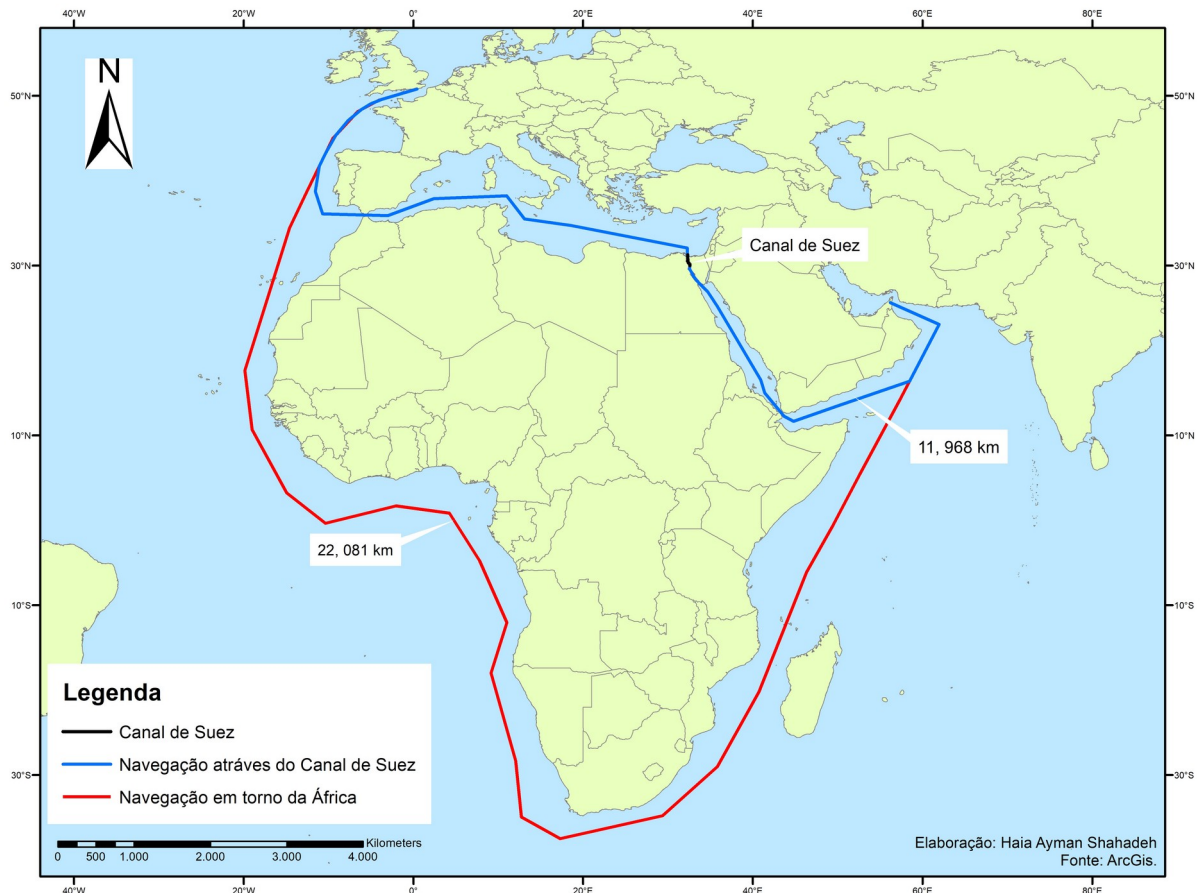 40°W
20°W
0°
20°E
40°E
60°E
80°E
N
50°N
50°N
Canal de Suez
30°N
30°N
10°N
10°N
11, 968 km
22, 081 km
10°S
10°S
Legenda
Canal de Suez
Navegação atráves do Canal de Suez
Navegação em torno da África
30°S
30°S
Kilometers
0 500 1.000 2.000 3.000 4.000
Elaboração: Haia Ayman Shahadeh
Fonte: ArcGis.
40°W
20°W
0°
20°E
40°E
60°E
80°E